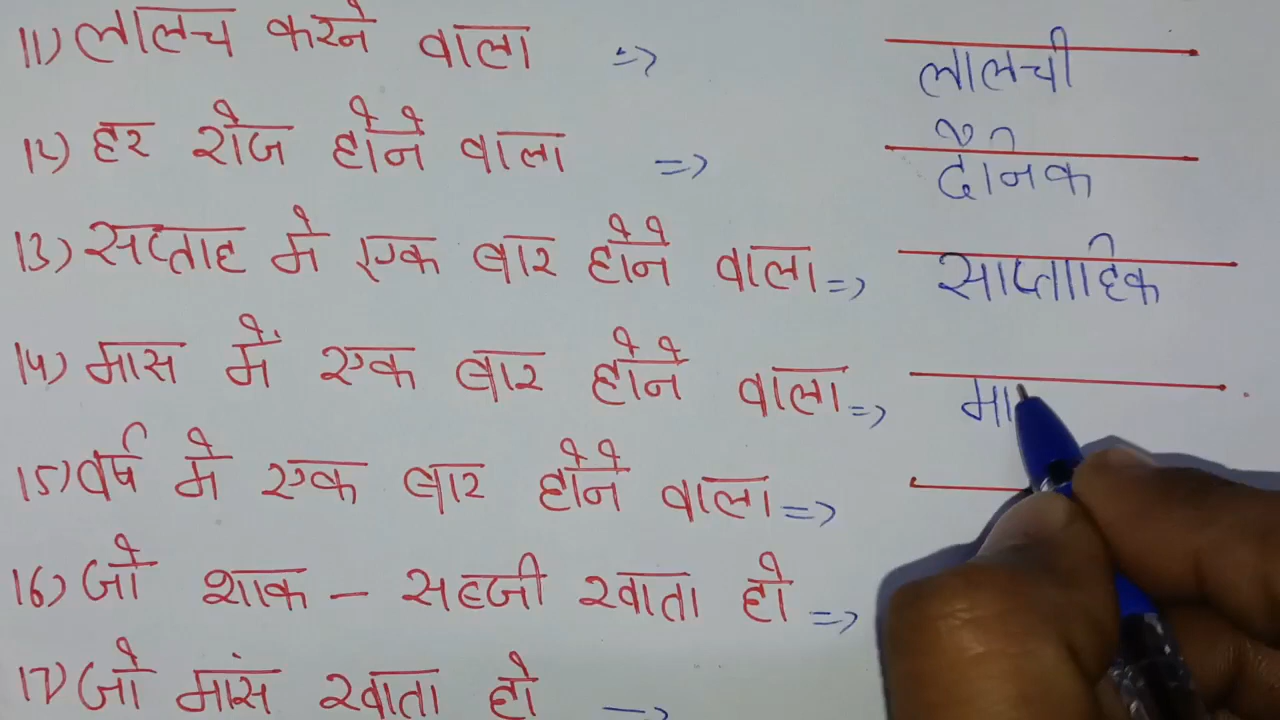 11) लालच करने वाला => लालची
12) हर रोज होने वाला => दैनिक
13) सप्ताह मे एक बार होने वाला => साप्ताहिक
14) मास में एक बार होने वाला => मा
15) वर्ष मे एक बार होने वाला =>
16) जो शाक - सब्जी खाता हो =>
17) जो मांस खाता हो